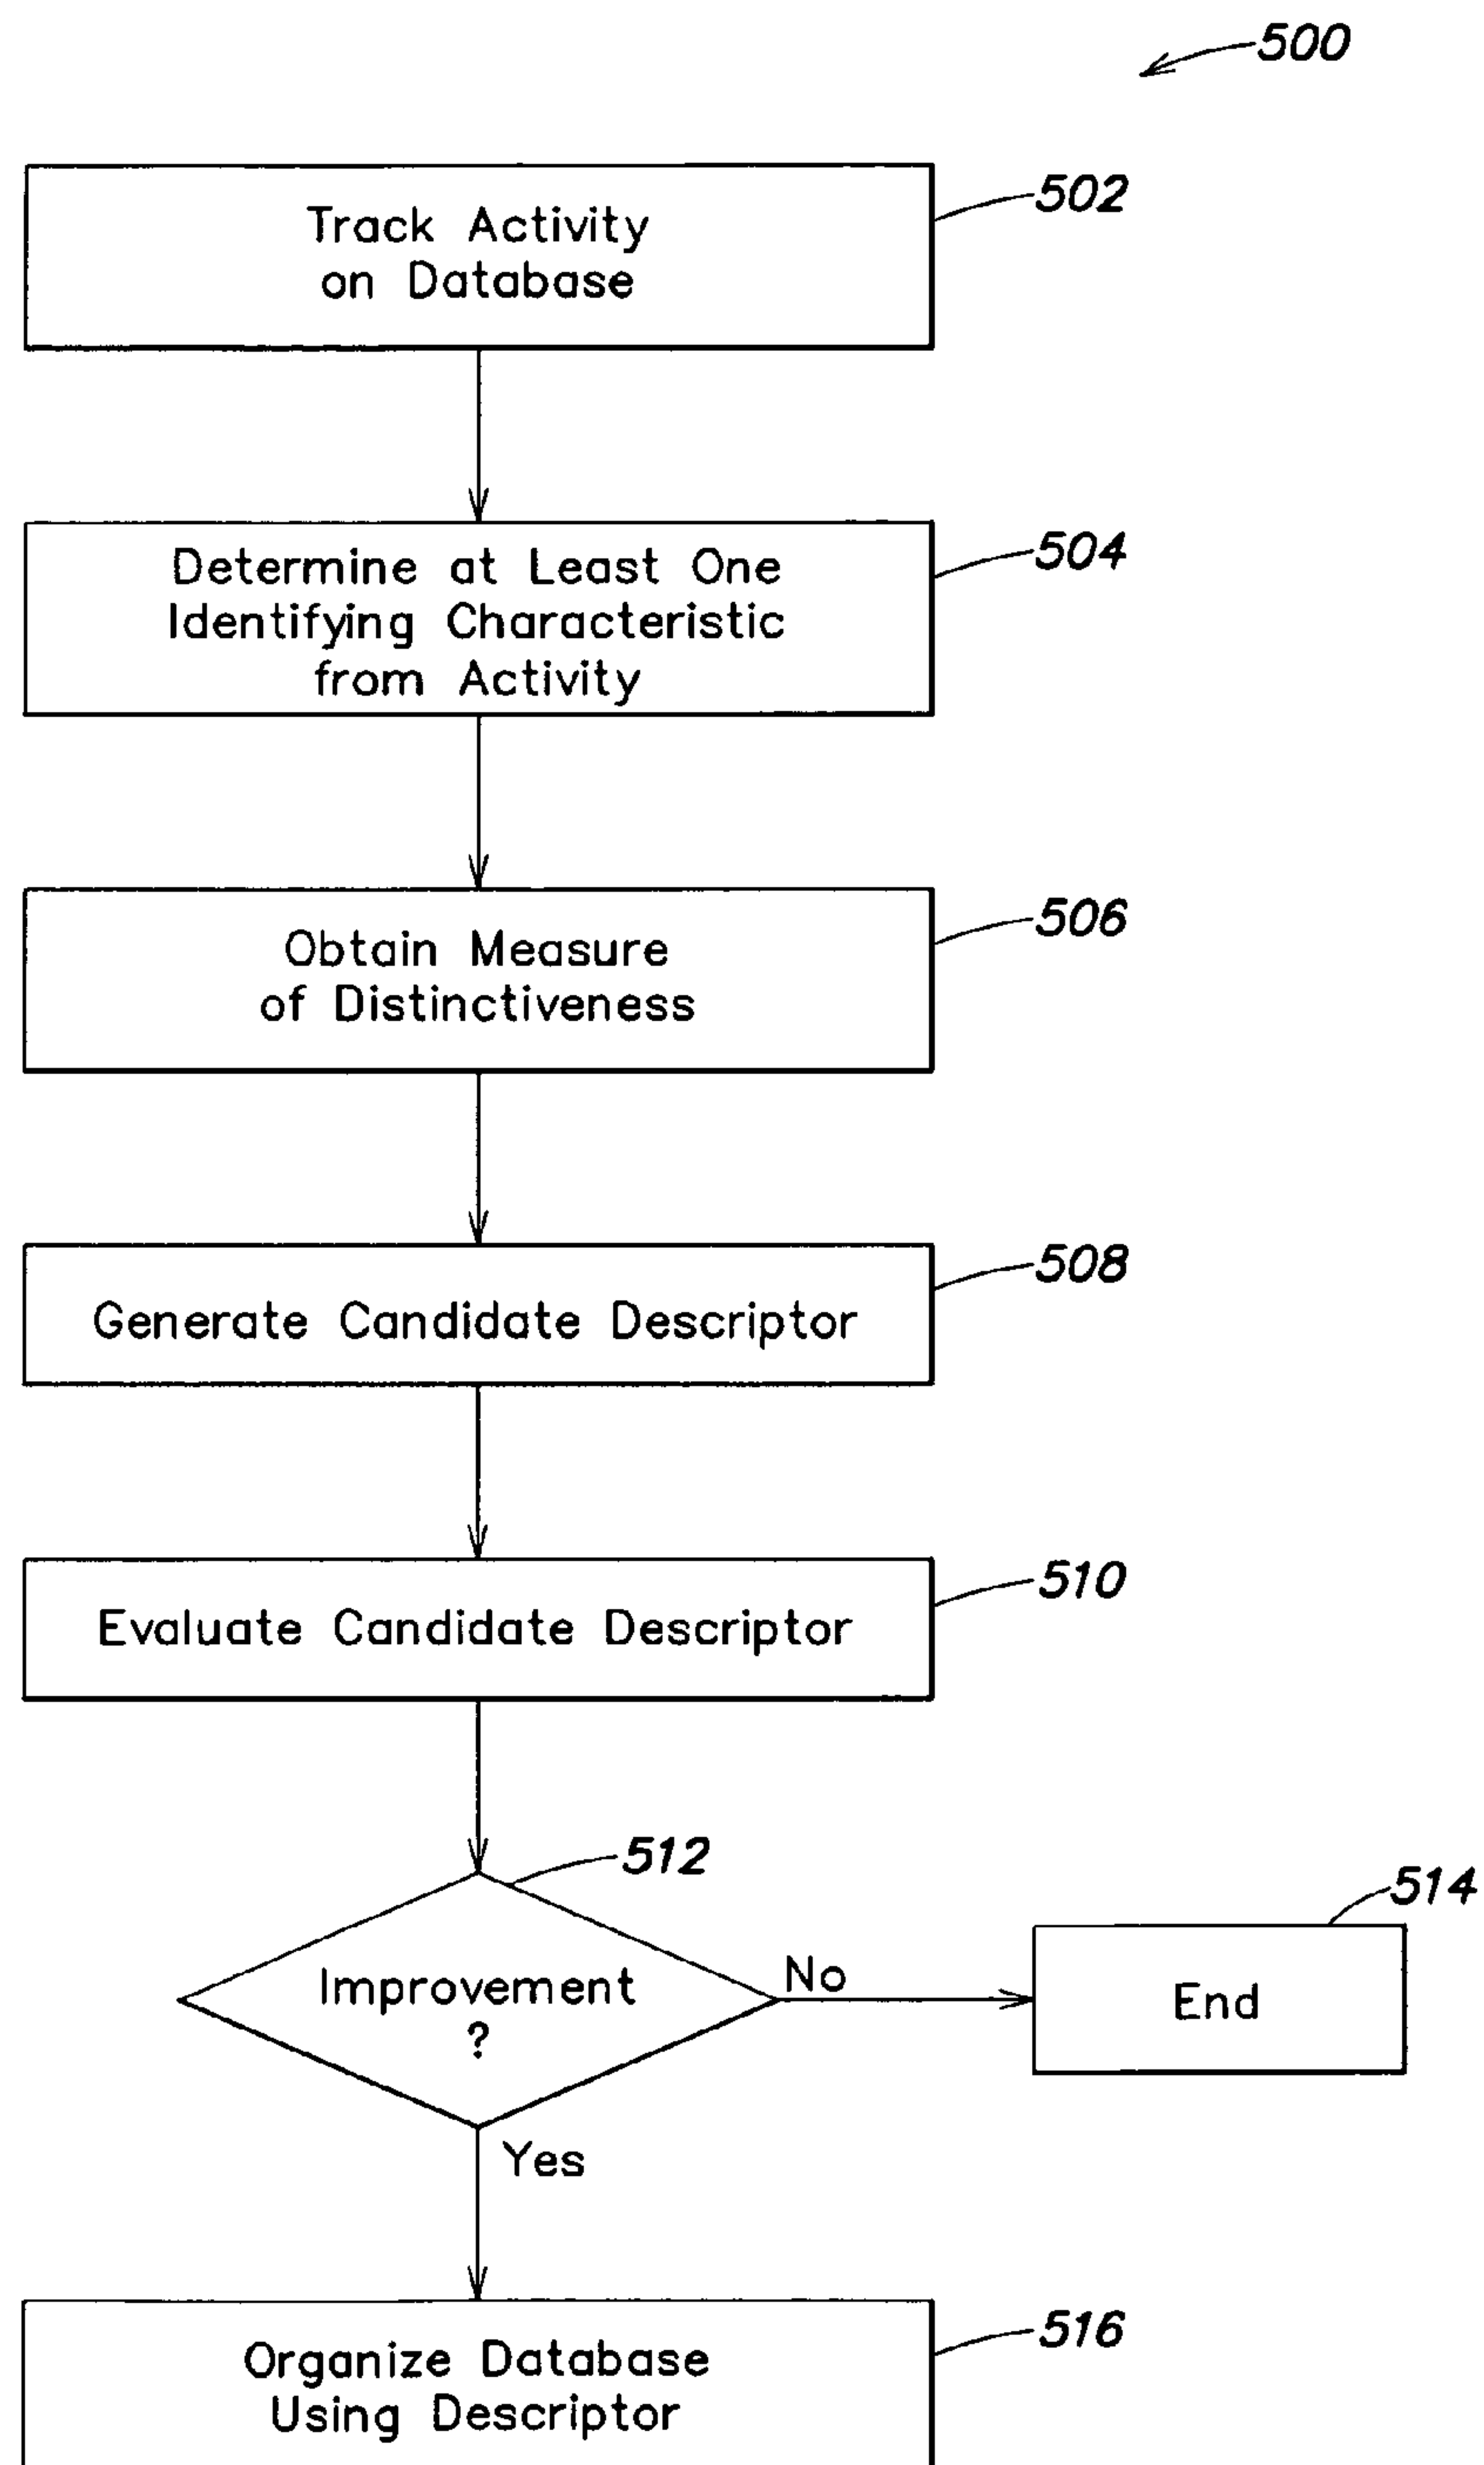 500
Track Activity
on Database
502
Determine at Least One
Identifying Characteristic
from Activity
504
Obtain Measure
of Distinctiveness
506
Generate Candidate Descriptor
508
Evaluate Candidate Descriptor
510
512
Improvement
?
No
514
End
Yes
Organize Database
Using Descriptor
516